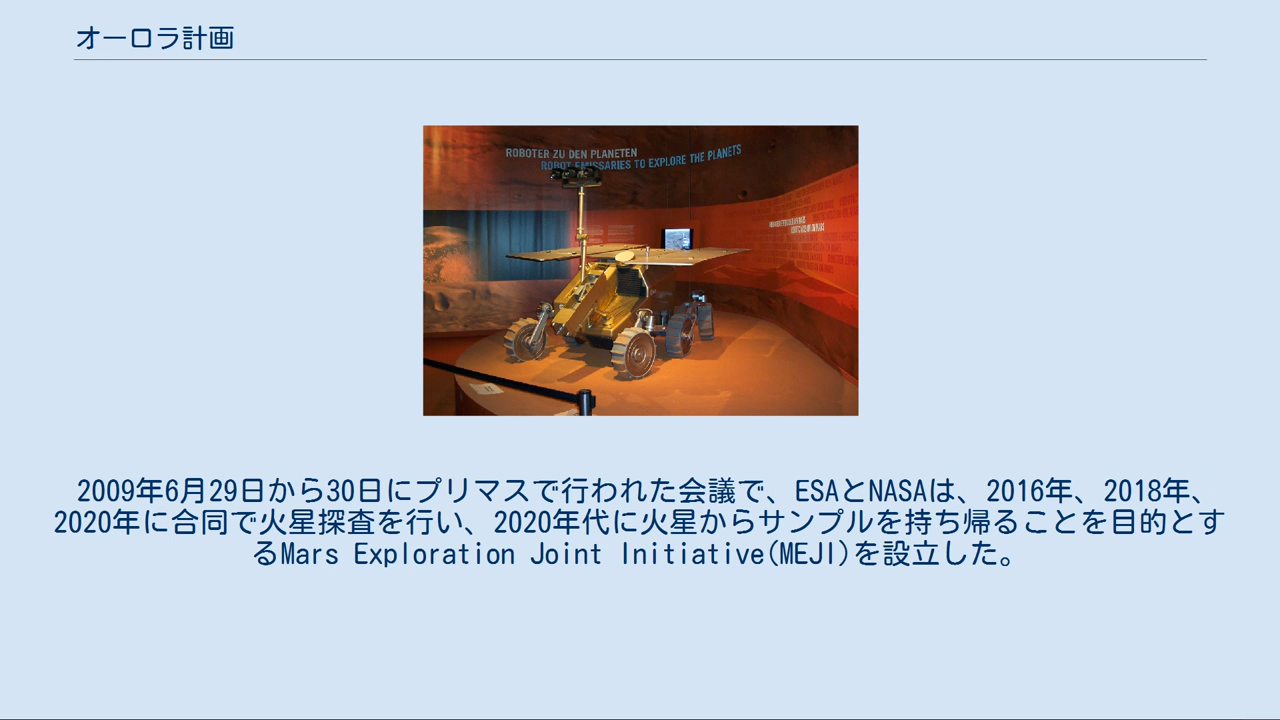 オーロラ計画
ROBOTER ZU DEN PLANETEN
ROBOT EMISSARIES TO EXPLORE THE PLANETS
2009年6月29日から30日にプリマスで行われた会議で、ESAとNASAは、2016年、2018年、
2020年に合同で火星探査を行い、2020年代に火星からサンプルを持ち帰ることを目的とす
るMars Exploration Joint Initiative(MEJI)を設立した。